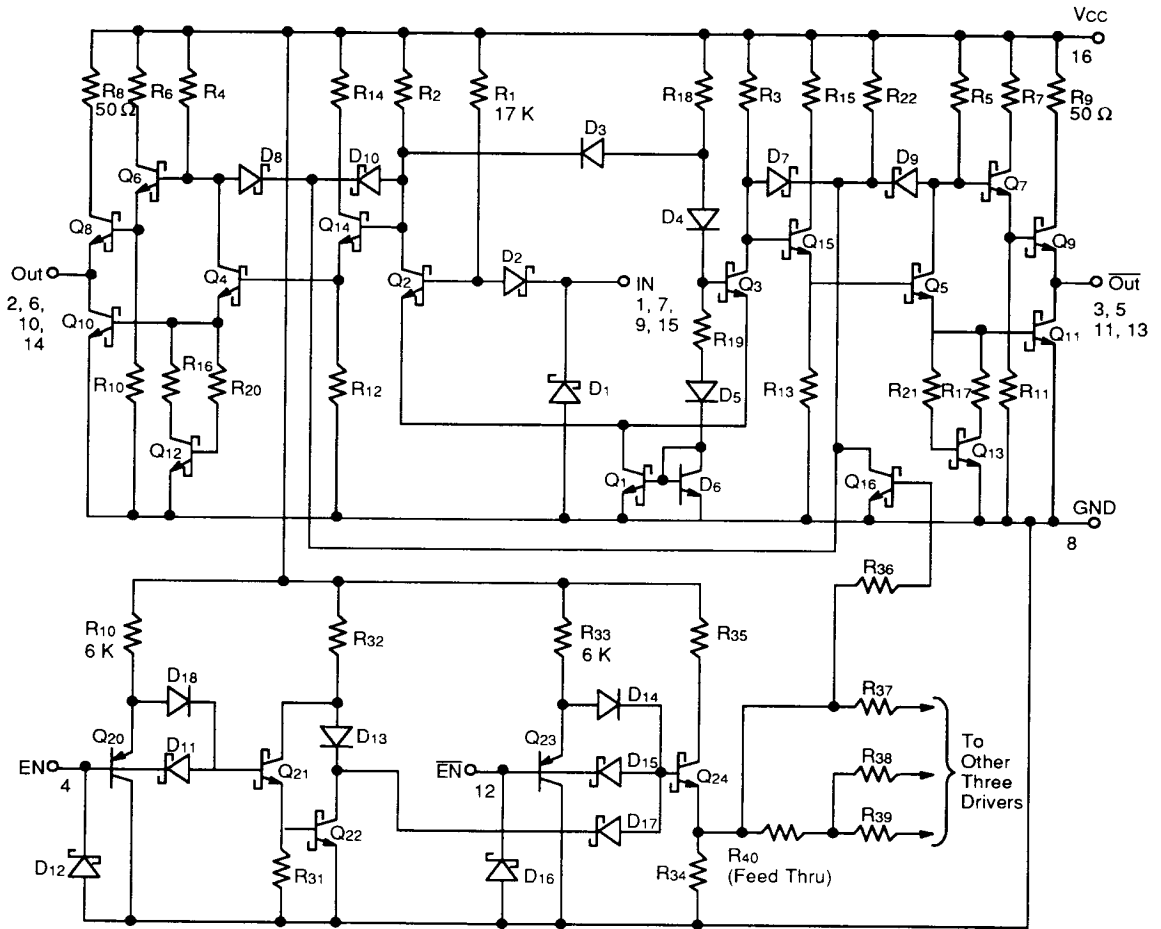 VCC
16
R8
50 Ω
R6
R4
R14
R2
R1
17 K
R18
R3
R15
R22
R5
R7
R9
50 Ω
D3
D8
D10
D7
D9
Q6
Q7
Q8
Q14
D4
Q15
Q9
Out
2, 6,
10,
14
Q4
Q2
D2
IN
1, 7,
9, 15
Q3
Q5
Out
3, 5
11, 13
Q10
Q11
R16
R19
R10
R20
R12
D1
D5
R13
R21
R17
R11
Q12
Q13
Q1
D6
Q16
GND
8
R36
R10
6 K
R32
R33
6 K
R35
D18
D14
R37
Q20
D11
D13
Q23
D15
To
Other
Three
Drivers
EN
4
Q21
EN
12
Q24
R38
Q22
D17
R39
D12
R31
D16
R34
R40
(Feed Thru)